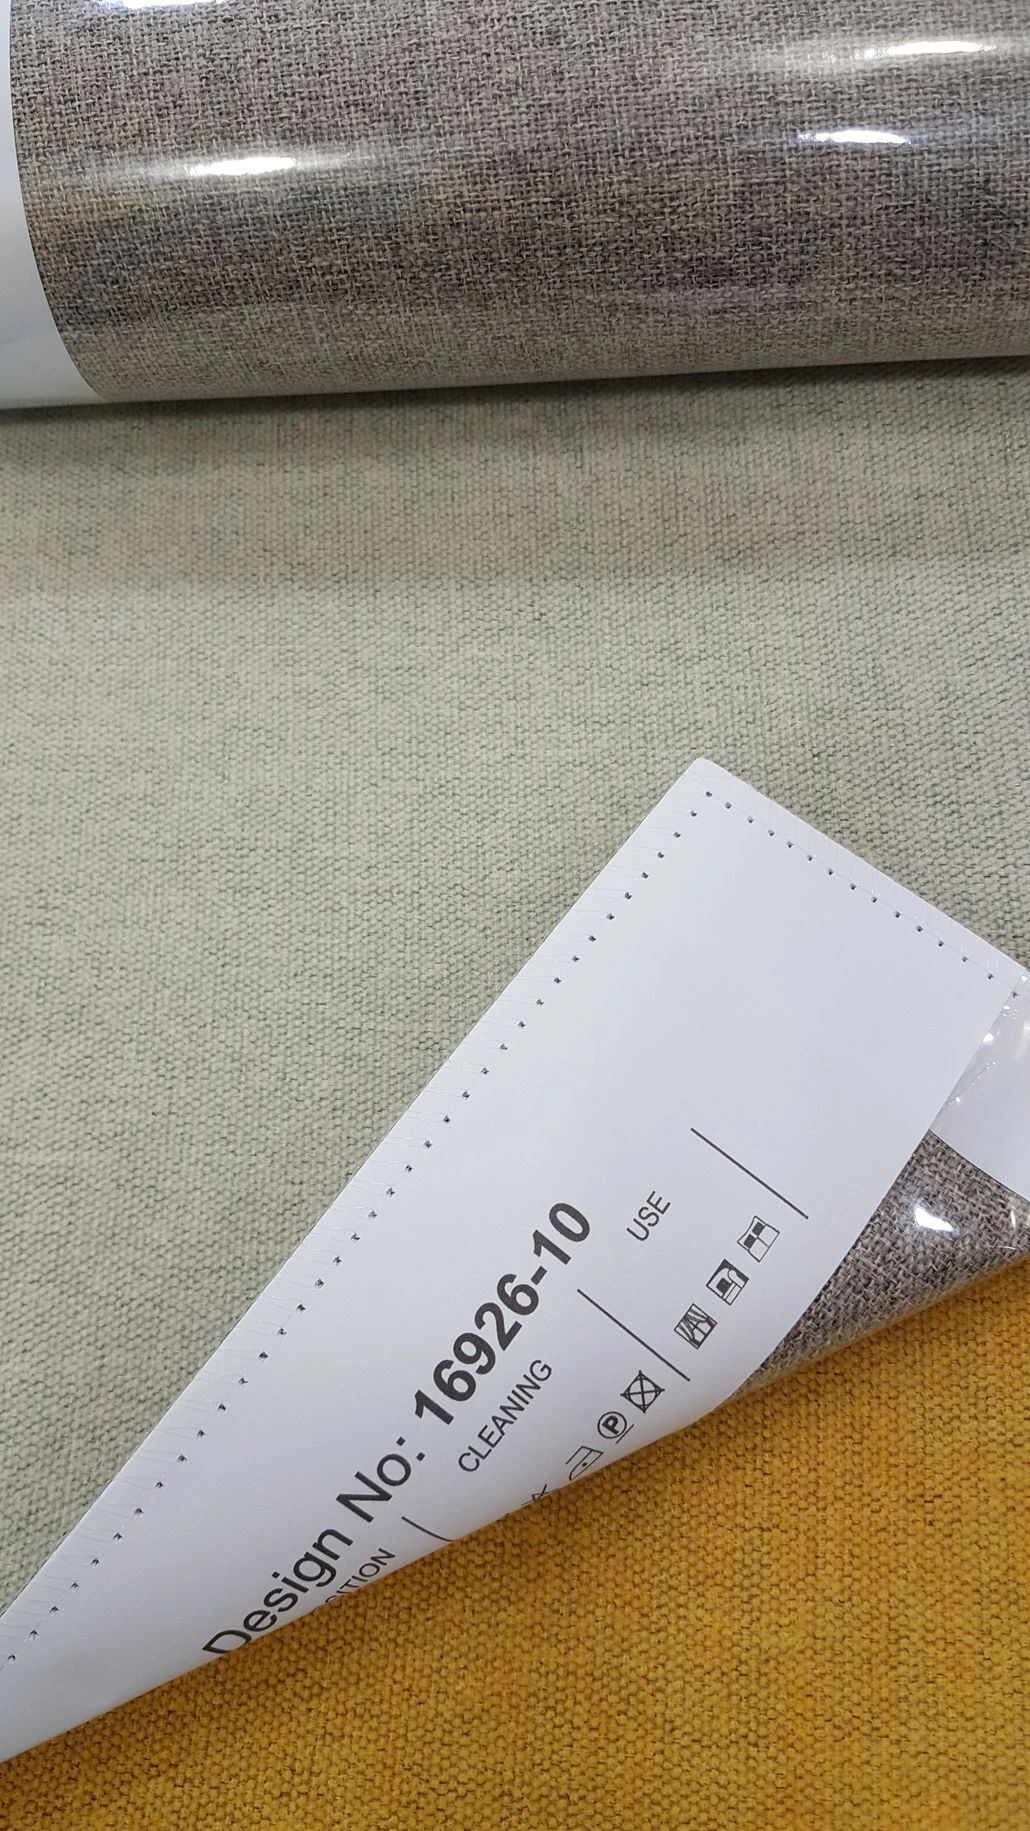 Design No: 16926-10
CLEANING
USE
P